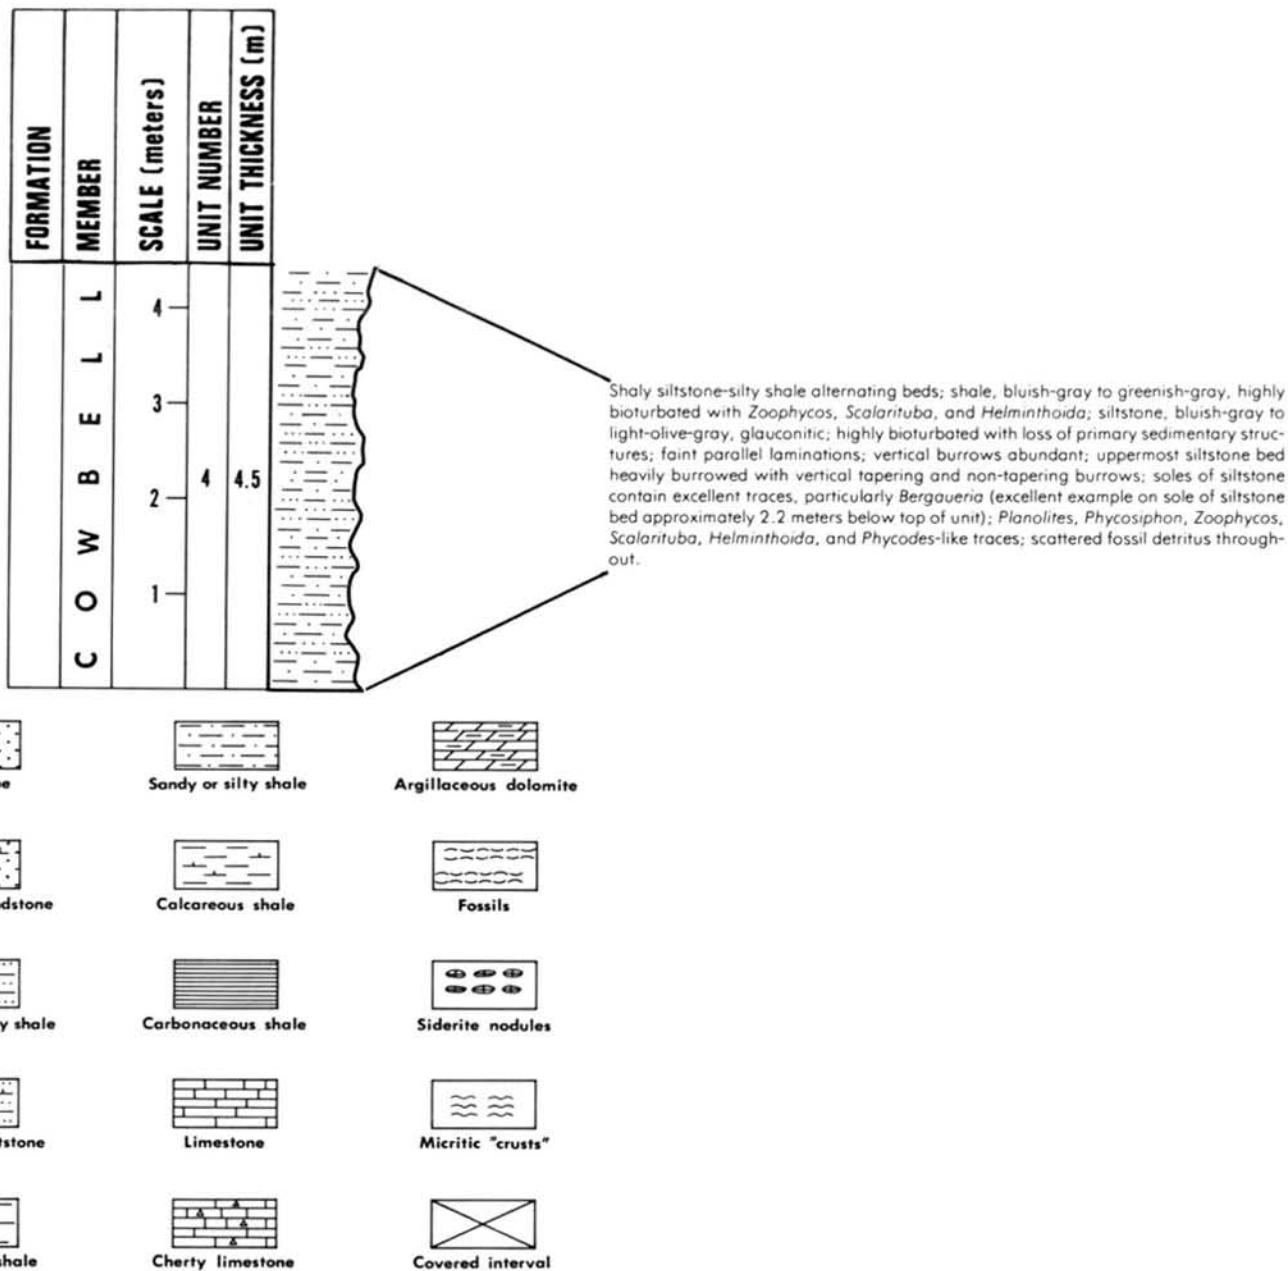 FORMATION
MEMBER
SCALE (meters)
UNIT NUMBER
UNIT THICKNESS (m)
COWBELL
4
3
2
1
4
4.5
Shaly siltstone-silty shale alternating beds; shale, bluish-gray to greenish-gray, highly
bioturbated with Zoophycos, Scalarituba, and Helminthoida; siltstone, bluish-gray to
light-olive-gray, glauconitic; highly bioturbated with loss of primary sedimentary struc-
tures; faint parallel laminations; vertical burrows abundant; uppermost siltstone bed
heavily burrowed with vertical tapering and non-tapering burrows; soles of siltstone
contain excellent traces, particularly Bergaueria (excellent example on sole of siltstone
bed approximately 2.2 meters below top of unit); Planolites, Phycosiphon, Zoophycos,
Scalarituba, Helminthoida, and Phycodes-like traces; scattered fossil detritus through-
out.
e
Sandy or silty shale
Argillaceous dolomite
dstone
Calcareous shale
Fossils
y shale
Carbonaceous shale
Siderite nodules
tstone
Limestone
Micritic "crusts"
shale
Cherty limestone
Covered interval